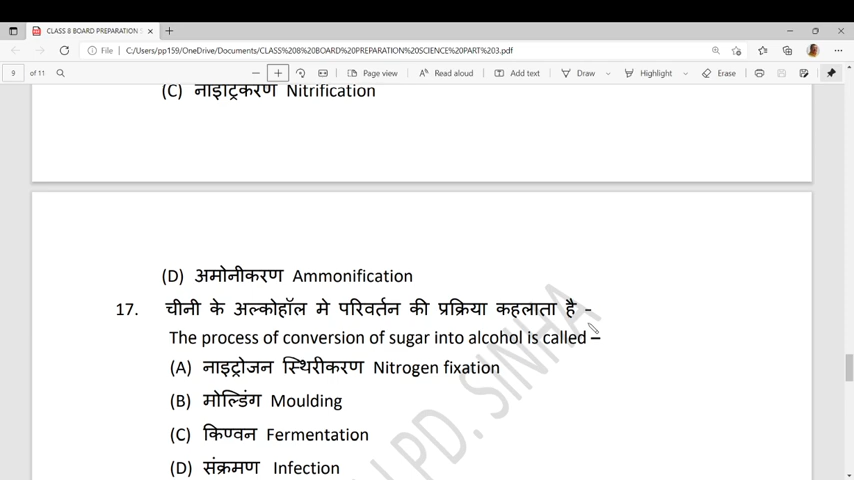 CLASS 8 BOARD PREPARATION S
File C:/Users/pp159/OneDrive/Documents/CLASS%208%20BOARD%20PREPARATION%20SCIENCE%20PART%203.pdf
9 of 11 Page view Read aloud Add text Draw Highlight Erase
(C) नाइट्रिकरण Nitrification
(D) अमोनीकरण Ammonification
17. चीनी के अल्कोहॉल मे परिवर्तन की प्रक्रिया कहलाता है -
The process of conversion of sugar into alcohol is called –
(A) नाइट्रोजन स्थिरीकरण Nitrogen fixation
(B) मोल्डिंग Moulding
(C) किण्वन Fermentation
(D) संक्रमण Infection
PD. SINHA